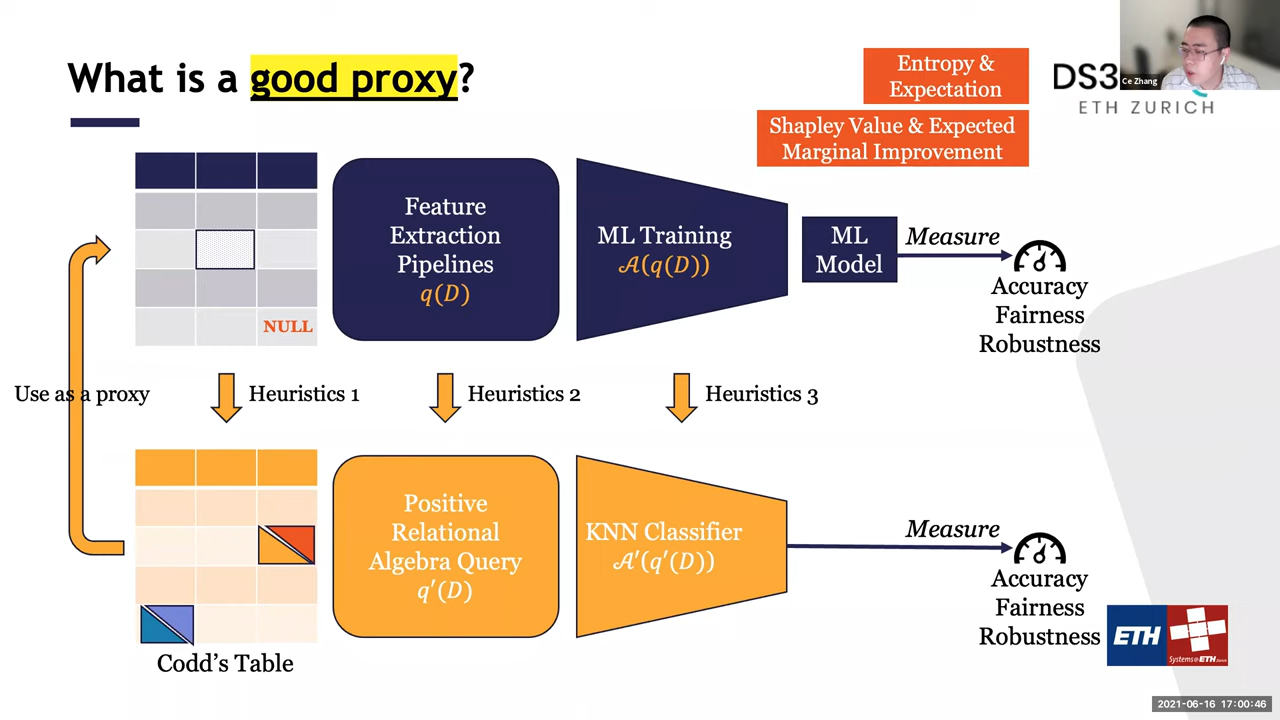 What is a good proxy?
Entropy &
Expectation
Shapley Value & Expected
Marginal Improvement
DS3
ETH ZURICH
Ce Zhang
Feature
Extraction
Pipelines
q(D)
ML Training
𝒜(q(D))
ML
Model
Measure
Accuracy
Fairness
Robustness
NULL
Use as a proxy
Heuristics 1
Heuristics 2
Heuristics 3
Positive
Relational
Algebra Query
q′(D)
KNN Classifier
𝒜′(q′(D))
Measure
Accuracy
Fairness
Robustness
Codd's Table
ETH
Systems@ETH Zürich
2021-06-16 17:00:46